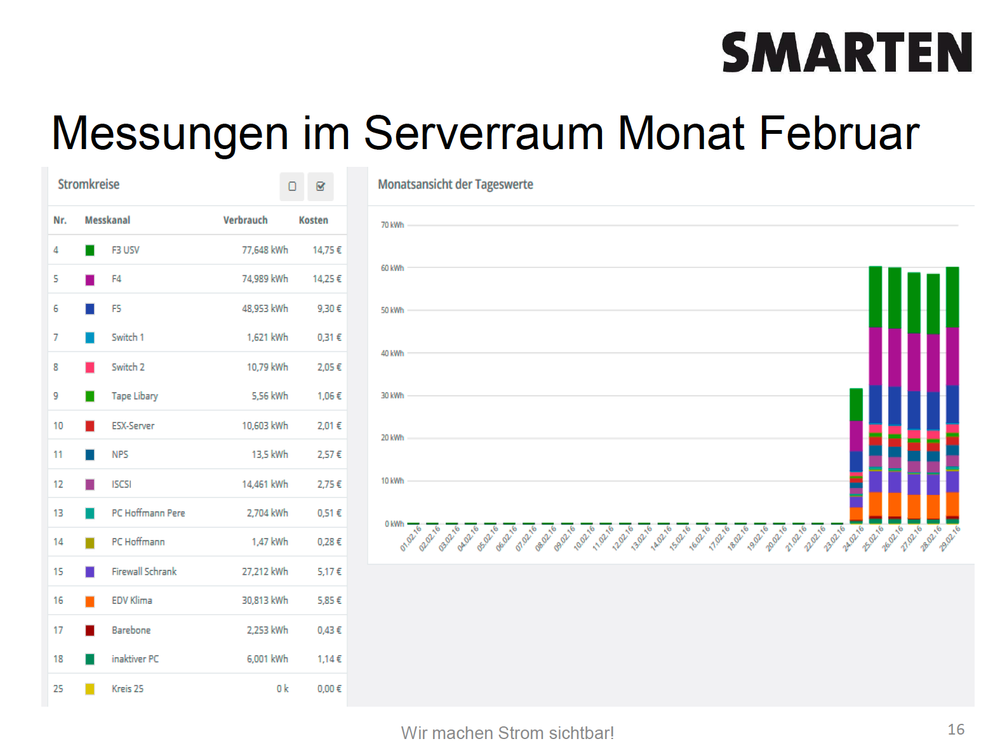 SMARTEN
Messungen im Serverraum Monat Februar
Stromkreise
Nr. Messkanal Verbrauch Kosten
4 F3 USV 77,648 kWh 14,75 €
5 F4 74,989 kWh 14,25 €
6 F5 48,953 kWh 9,30 €
7 Switch 1 1,621 kWh 0,31 €
8 Switch 2 10,79 kWh 2,05 €
9 Tape Libary 5,56 kWh 1,06 €
10 ESX-Server 10,603 kWh 2,01 €
11 NPS 13,5 kWh 2,57 €
12 ISCSI 14,461 kWh 2,75 €
13 PC Hoffmann Pere 2,704 kWh 0,51 €
14 PC Hoffmann 1,47 kWh 0,28 €
15 Firewall Schrank 27,212 kWh 5,17 €
16 EDV Klima 30,813 kWh 5,85 €
17 Barebone 2,253 kWh 0,43 €
18 inaktiver PC 6,001 kWh 1,14 €
25 Kreis 25 0 k 0,00 €
Monatsansicht der Tageswerte
70 kWh
60 kWh
50 kWh
40 kWh
30 kWh
20 kWh
10 kWh
0 kWh
01.02.16 02.02.16 03.02.16 04.02.16 05.02.16 06.02.16 07.02.16 08.02.16 09.02.16 10.02.16 11.02.16 12.02.16 13.02.16 14.02.16 15.02.16 16.02.16 17.02.16 18.02.16 19.02.16 20.02.16 21.02.16 22.02.16 23.02.16 24.02.16 25.02.16 26.02.16 27.02.16 28.02.16 29.02.16
Wir machen Strom sichtbar!
16